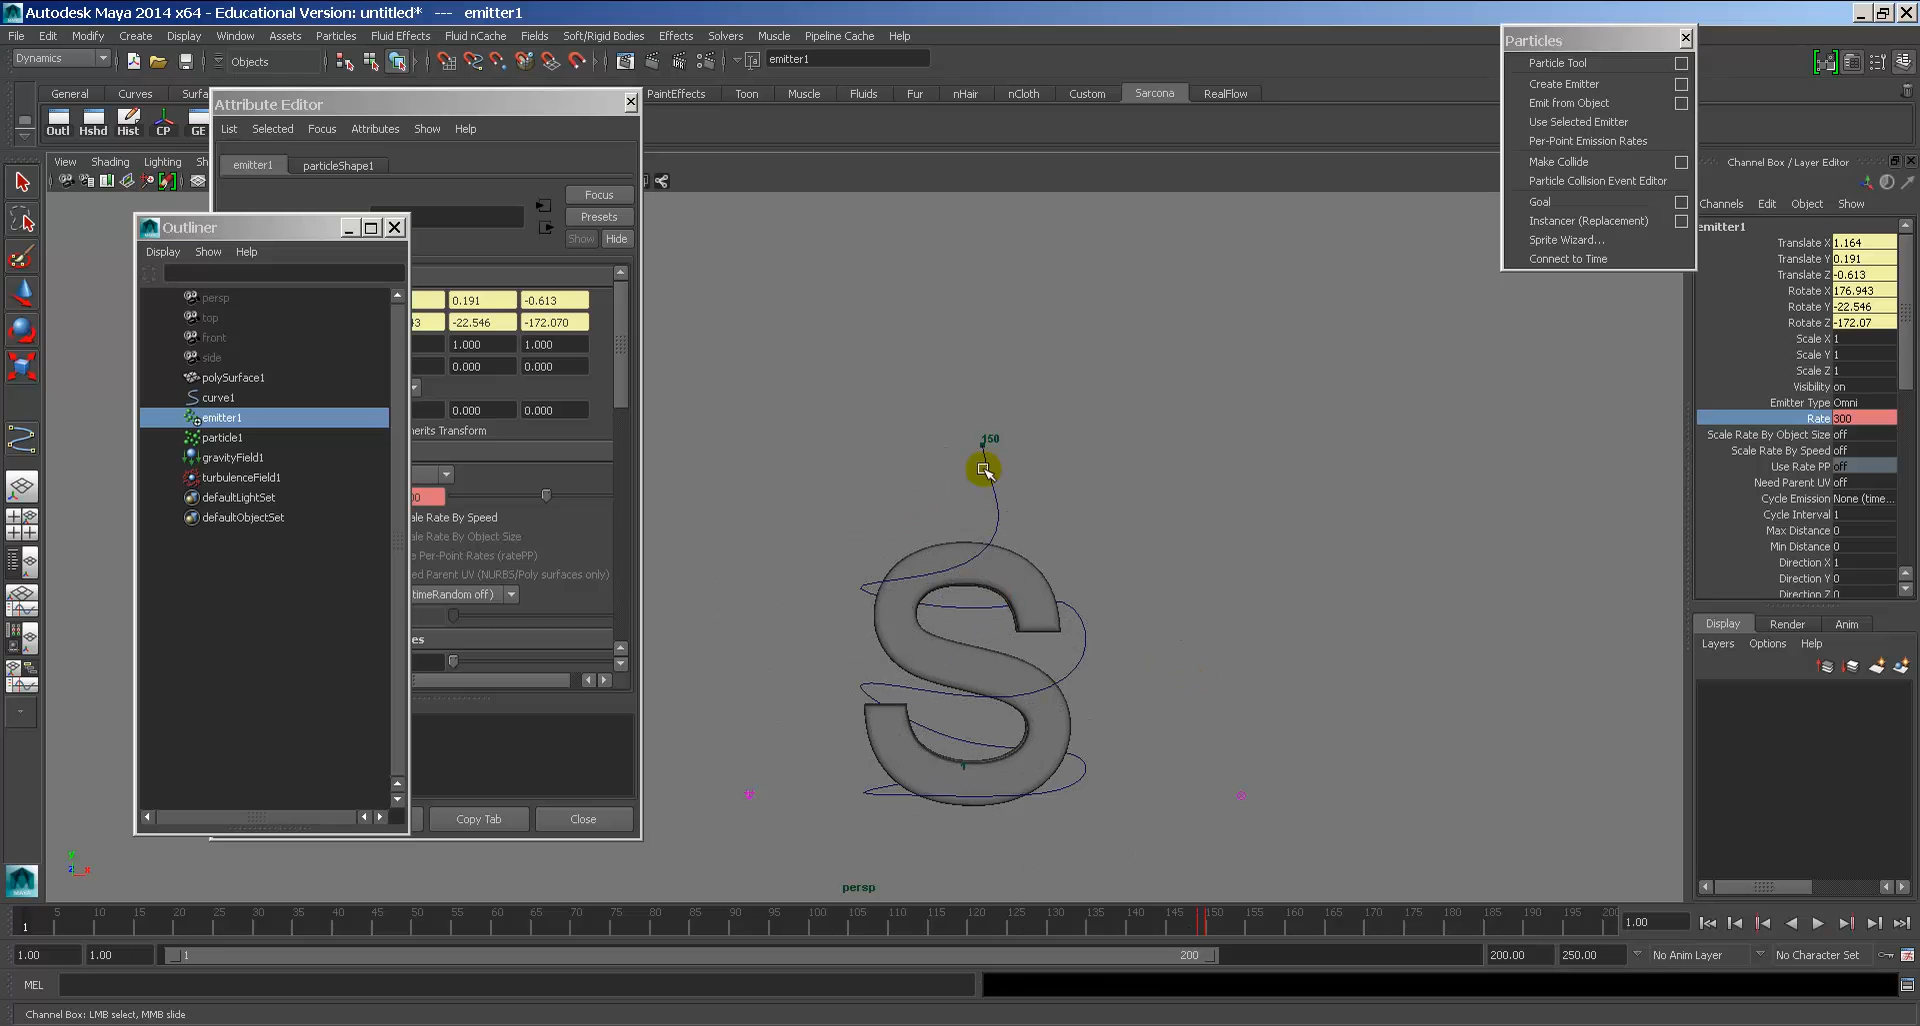 Autodesk Maya 2014 x64 - Educational Version: untitled* --- emitter1
File Edit Modify Create Display Window Assets Particles Fluid Effects Fluid nCache Fields Soft/Rigid Bodies Effects Solvers Muscle Pipeline Cache Help
Dynamics
Objects
emitter1
General Curves Surfa
PaintEffects Toon Muscle Fluids Fur nHair nCloth Custom Sarcona RealFlow
Outl Hshd Hist CP GE
View Shading Lighting Sh
Attribute Editor
List Selected Focus Attributes Show Help
emitter1 particleShape1
Focus
Presets
Show Hide
0.191 -0.613
-22.546 -172.070
1.000 1.000
0.000 0.000
0.000 0.000
herits Transform
ale Rate By Speed
ale Rate By Object Size
e Per-Point Rates (ratePP)
ed Parent UV (NURBS/Poly surfaces only)
timeRandom off)
es
Copy Tab Close
Outliner
Display Show Help
persp
top
front
side
polySurface1
curve1
emitter1
particle1
gravityField1
turbulenceField1
defaultLightSet
defaultObjectSet
150
1
persp
y
z x
Particles
Particle Tool
Create Emitter
Emit from Object
Use Selected Emitter
Per-Point Emission Rates
Make Collide
Particle Collision Event Editor
Goal
Instancer (Replacement)
Sprite Wizard...
Connect to Time
Channel Box / Layer Editor
Channels Edit Object Show
emitter1
Translate X 1.164
Translate Y 0.191
Translate Z -0.613
Rotate X 176.943
Rotate Y -22.546
Rotate Z -172.07
Scale X 1
Scale Y 1
Scale Z 1
Visibility on
Emitter Type Omni
Rate 300
Scale Rate By Object Size off
Scale Rate By Speed off
Use Rate PP off
Need Parent UV off
Cycle Emission None (time...
Cycle Interval 1
Max Distance 0
Min Distance 0
Direction X 1
Direction Y 0
Direction Z 0
Display Render Anim
Layers Options Help
5 10 15 20 25 30 35 40 45 50 55 60 65 70 75 80 85 90 95 100 105 110 115 120 125 130 135 140 145 150 155 160 165 170 175 180 185 190 195 200
1
1.00
1.00 1.00 1 200 200.00 250.00 No Anim Layer No Character Set
MEL
Channel Box: LMB select, MMB slide